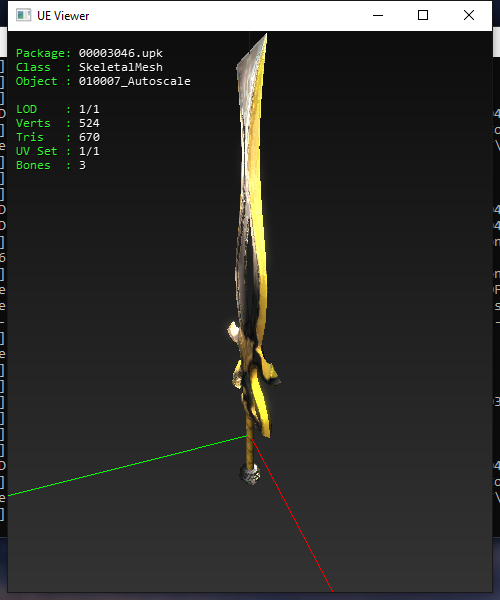 UE Viewer
Package: 00003046.upk
Class  : SkeletalMesh
Object : 010007_Autoscale
LOD    : 1/1
Verts  : 524
Tris   : 670
UV Set : 1/1
Bones  : 3